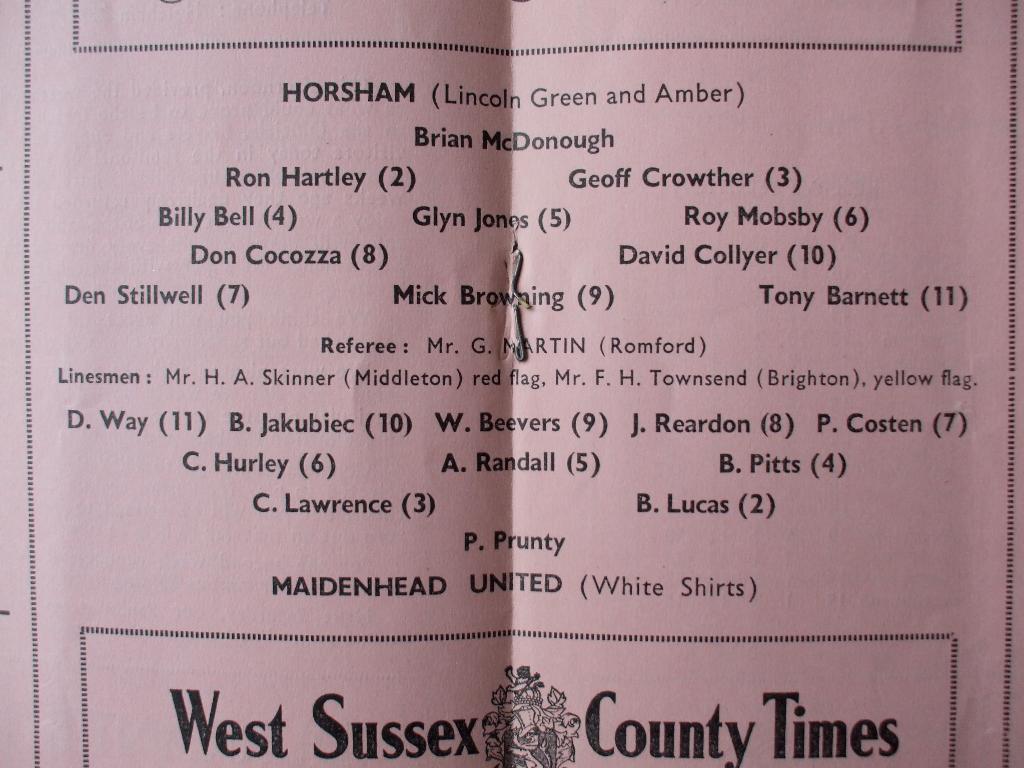 HORSHAM (Lincoln Green and Amber)
Brian McDonough
Ron Hartley (2) Geoff Crowther (3)
Billy Bell (4) Glyn Jones (5) Roy Mobsby (6)
Don Cocozza (8) David Collyer (10)
Den Stillwell (7) Mick Browning (9) Tony Barnett (11)
Referee : Mr. G. MARTIN (Romford)
Linesmen : Mr. H. A. Skinner (Middleton) red flag, Mr. F. H. Townsend (Brighton), yellow flag.
D. Way (11) B. Jakubiec (10) W. Beevers (9) J. Reardon (8) P. Costen (7)
C. Hurley (6) A. Randall (5) B. Pitts (4)
C. Lawrence (3) B. Lucas (2)
P. Prunty
MAIDENHEAD UNITED (White Shirts)
West Sussex County Times